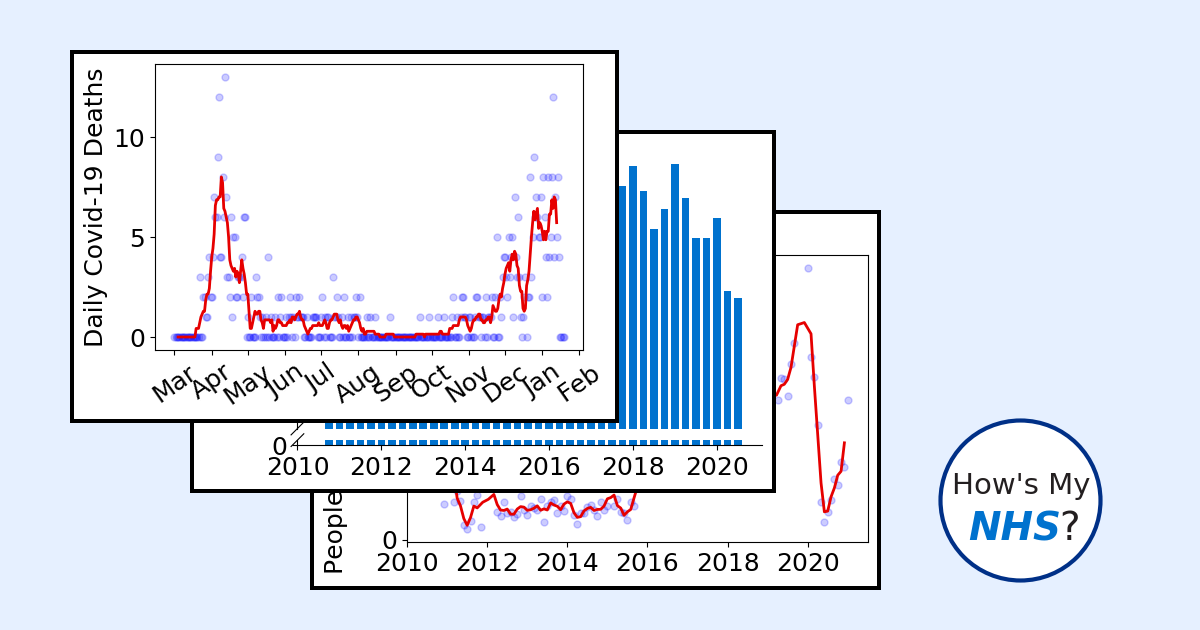 Daily Covid-19 Deaths
10
5
0
Mar Apr May Jun Jul Aug Sep Oct Nov Dec Jan Feb
0
2010 2012 2014 2016 2018 2020
People
0
2010 2012 2014 2016 2018 2020
How's My
NHS?